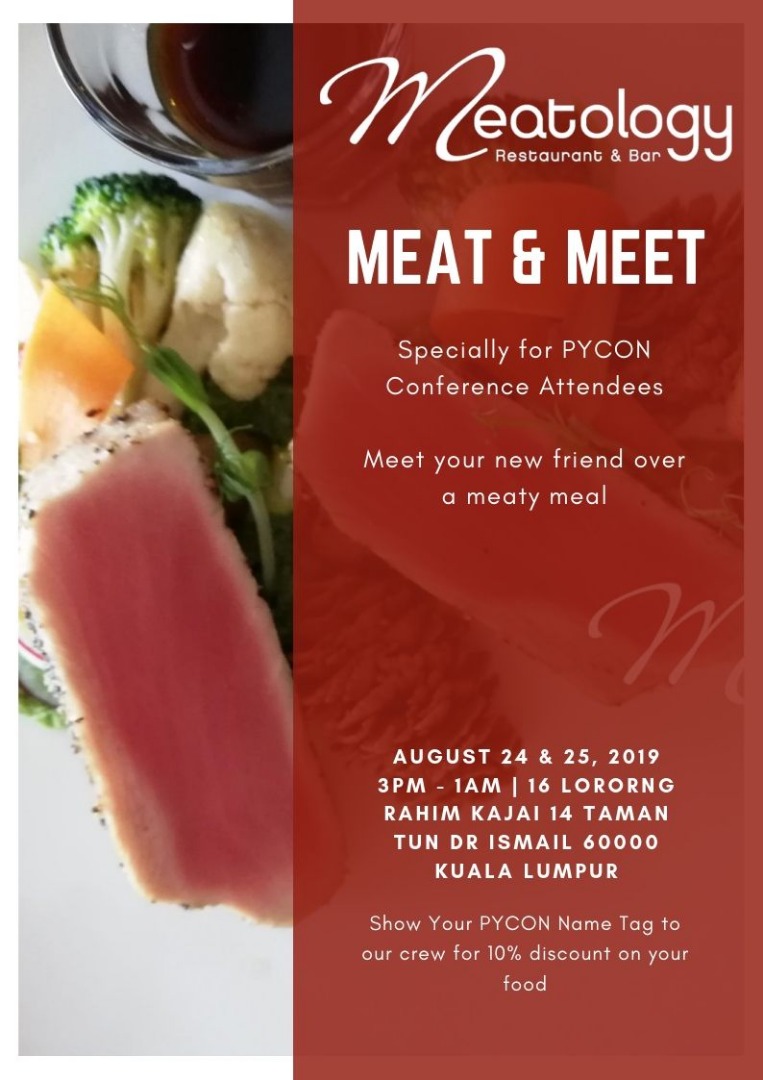 Meatology
Restaurant & Bar
MEAT & MEET
Specially for PYCON
Conference Attendees
Meet your new friend over
a meaty meal
M
AUGUST 24 & 25, 2019
3PM - 1AM | 16 LORORNG
RAHIM KAJAI 14 TAMAN
TUN DR ISMAIL 60000
KUALA LUMPUR
Show Your PYCON Name Tag to
our crew for 10% discount on your
food